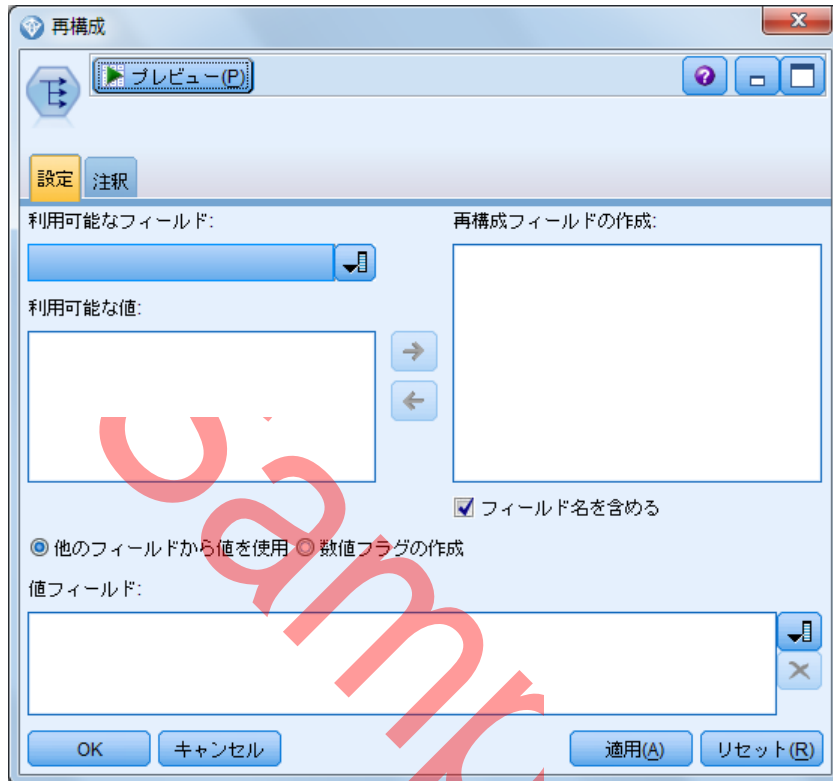 再構成
プレビュー(P)
設定 注釈
利用可能なフィールド:
再構成フィールドの作成:
利用可能な値:
フィールド名を含める
他のフィールドから値を使用 数値フラグの作成
値フィールド:
OK キャンセル 適用(A) リセット(R)